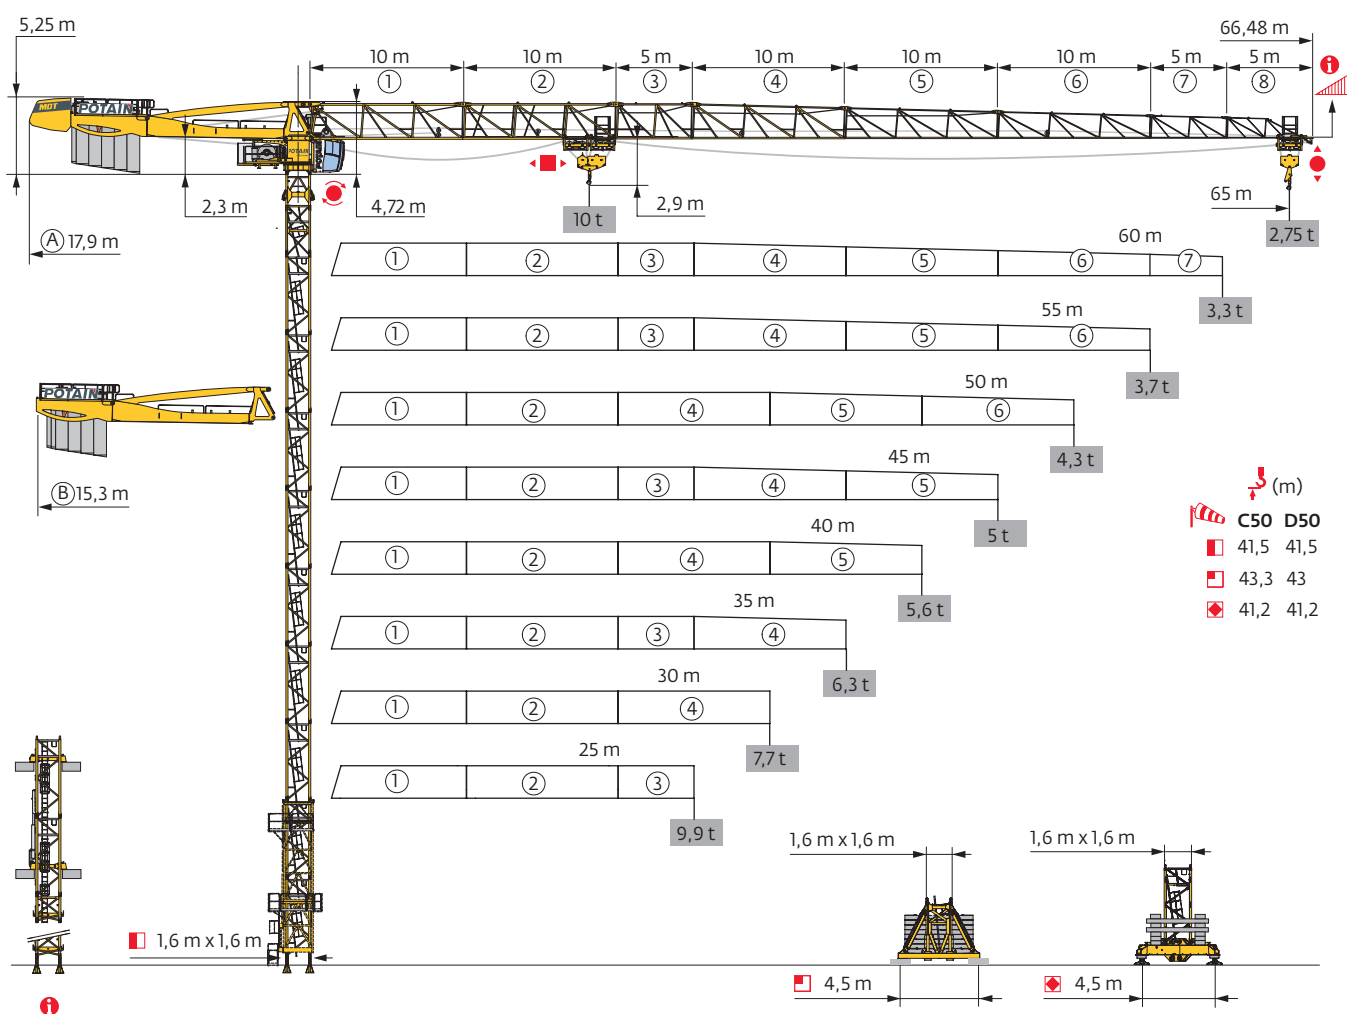 5,25 m
66,48 m
10 m 10 m 5 m 10 m 10 m 10 m 5 m 5 m
1 2 3 4 5 6 7 8
MDT POTAIN
POTAIN
2,3 m 4,72 m 2,9 m 65 m
10 t 2,75 t
A 17,9 m
60 m
1 2 3 4 5 6 7
3,3 t
55 m
1 2 3 4 5 6
3,7 t
POTAIN
50 m
1 2 4 5 6
4,3 t
B 15,3 m
45 m
1 2 3 4 5
5 t
(m)
C50 D50
41,5 41,5
43,3 43
41,2 41,2
40 m
1 2 4 5
5,6 t
35 m
1 2 3 4
6,3 t
30 m
1 2 4
7,7 t
25 m
1 2 3
9,9 t
1,6 m x 1,6 m 1,6 m x 1,6 m
1,6 m x 1,6 m
4,5 m 4,5 m
i
i